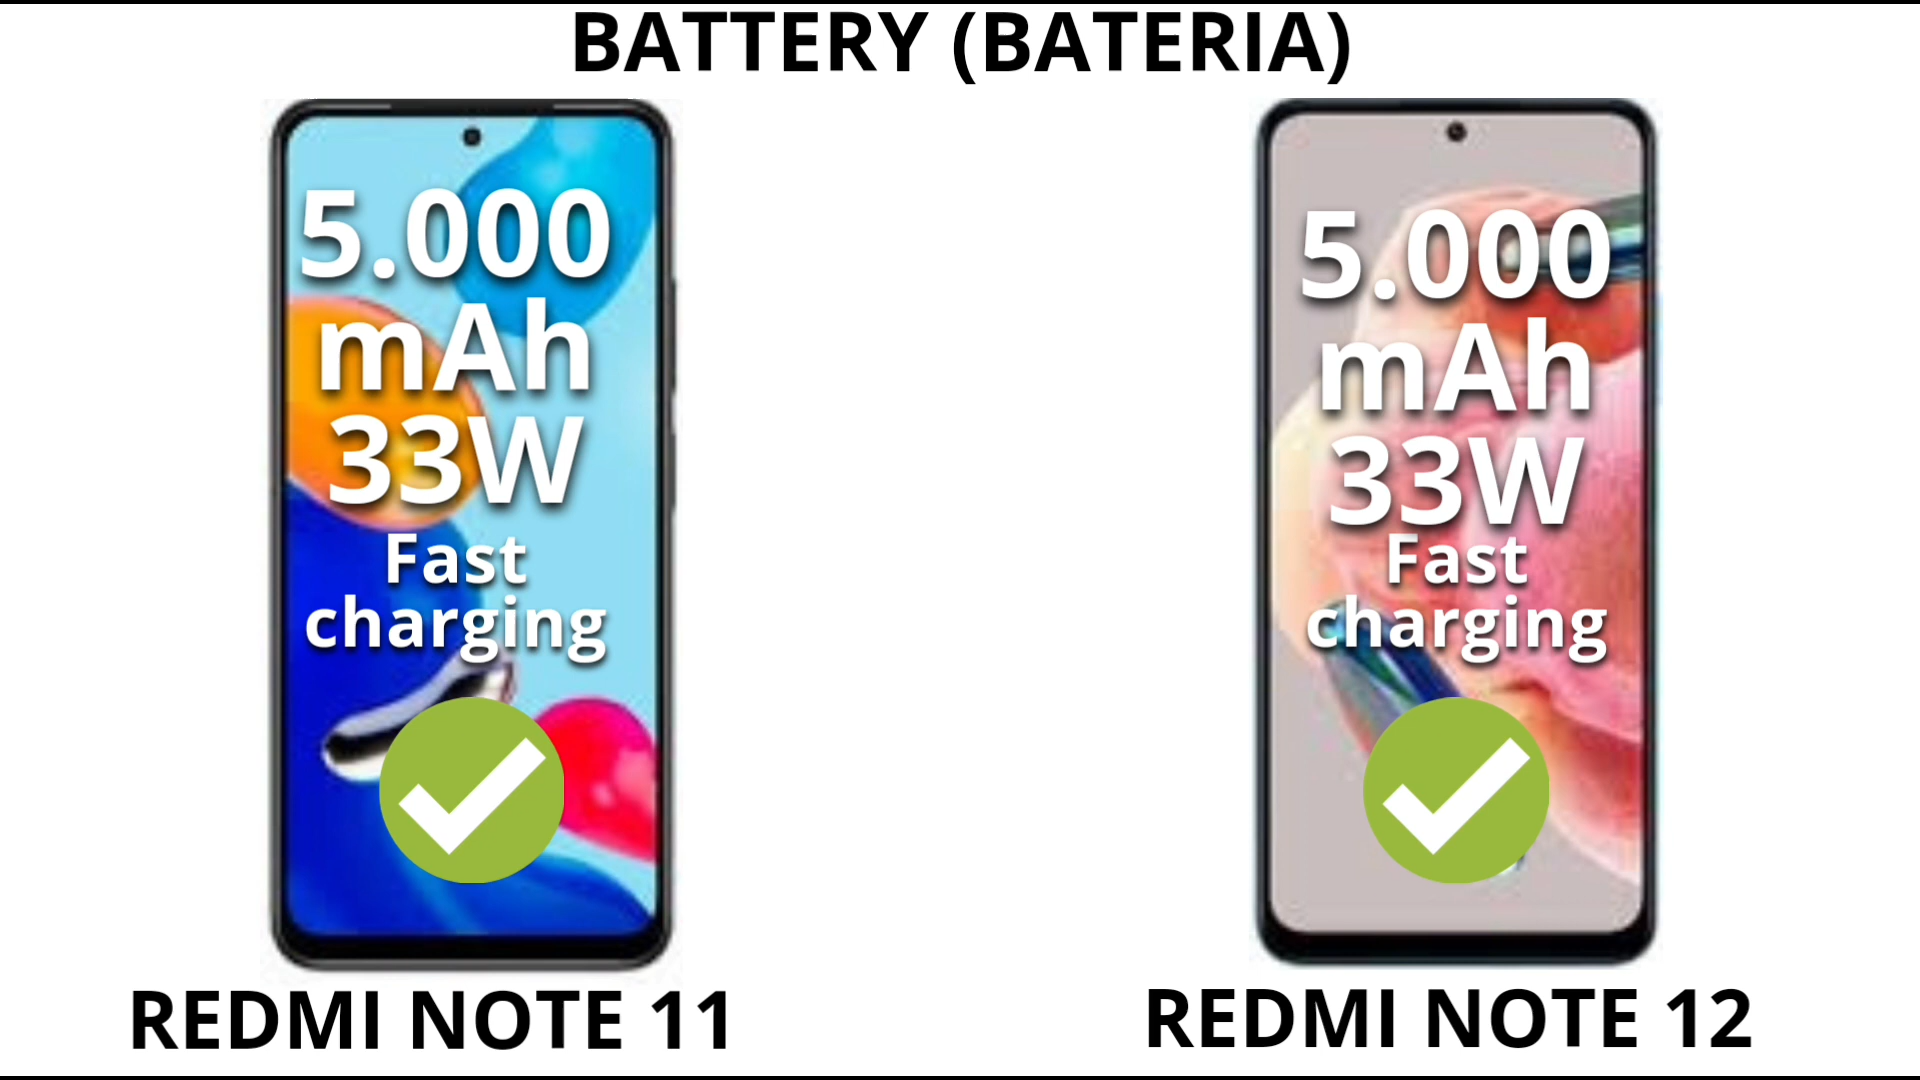 BATTERY (BATERIA)
5.000
mAh
33W
Fast
charging
REDMI NOTE 11
5.000
mAh
33W
Fast
charging
REDMI NOTE 12